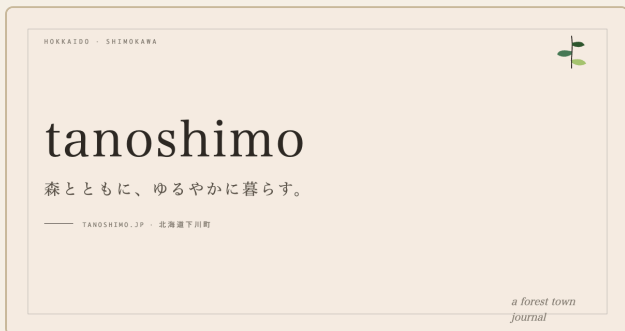 HOKKAIDO · SHIMOKAWA
tanoshimo
森とともに、ゆるやかに暮らす。
TANOSHIMO.JP · 北海道下川町
a forest town
journal